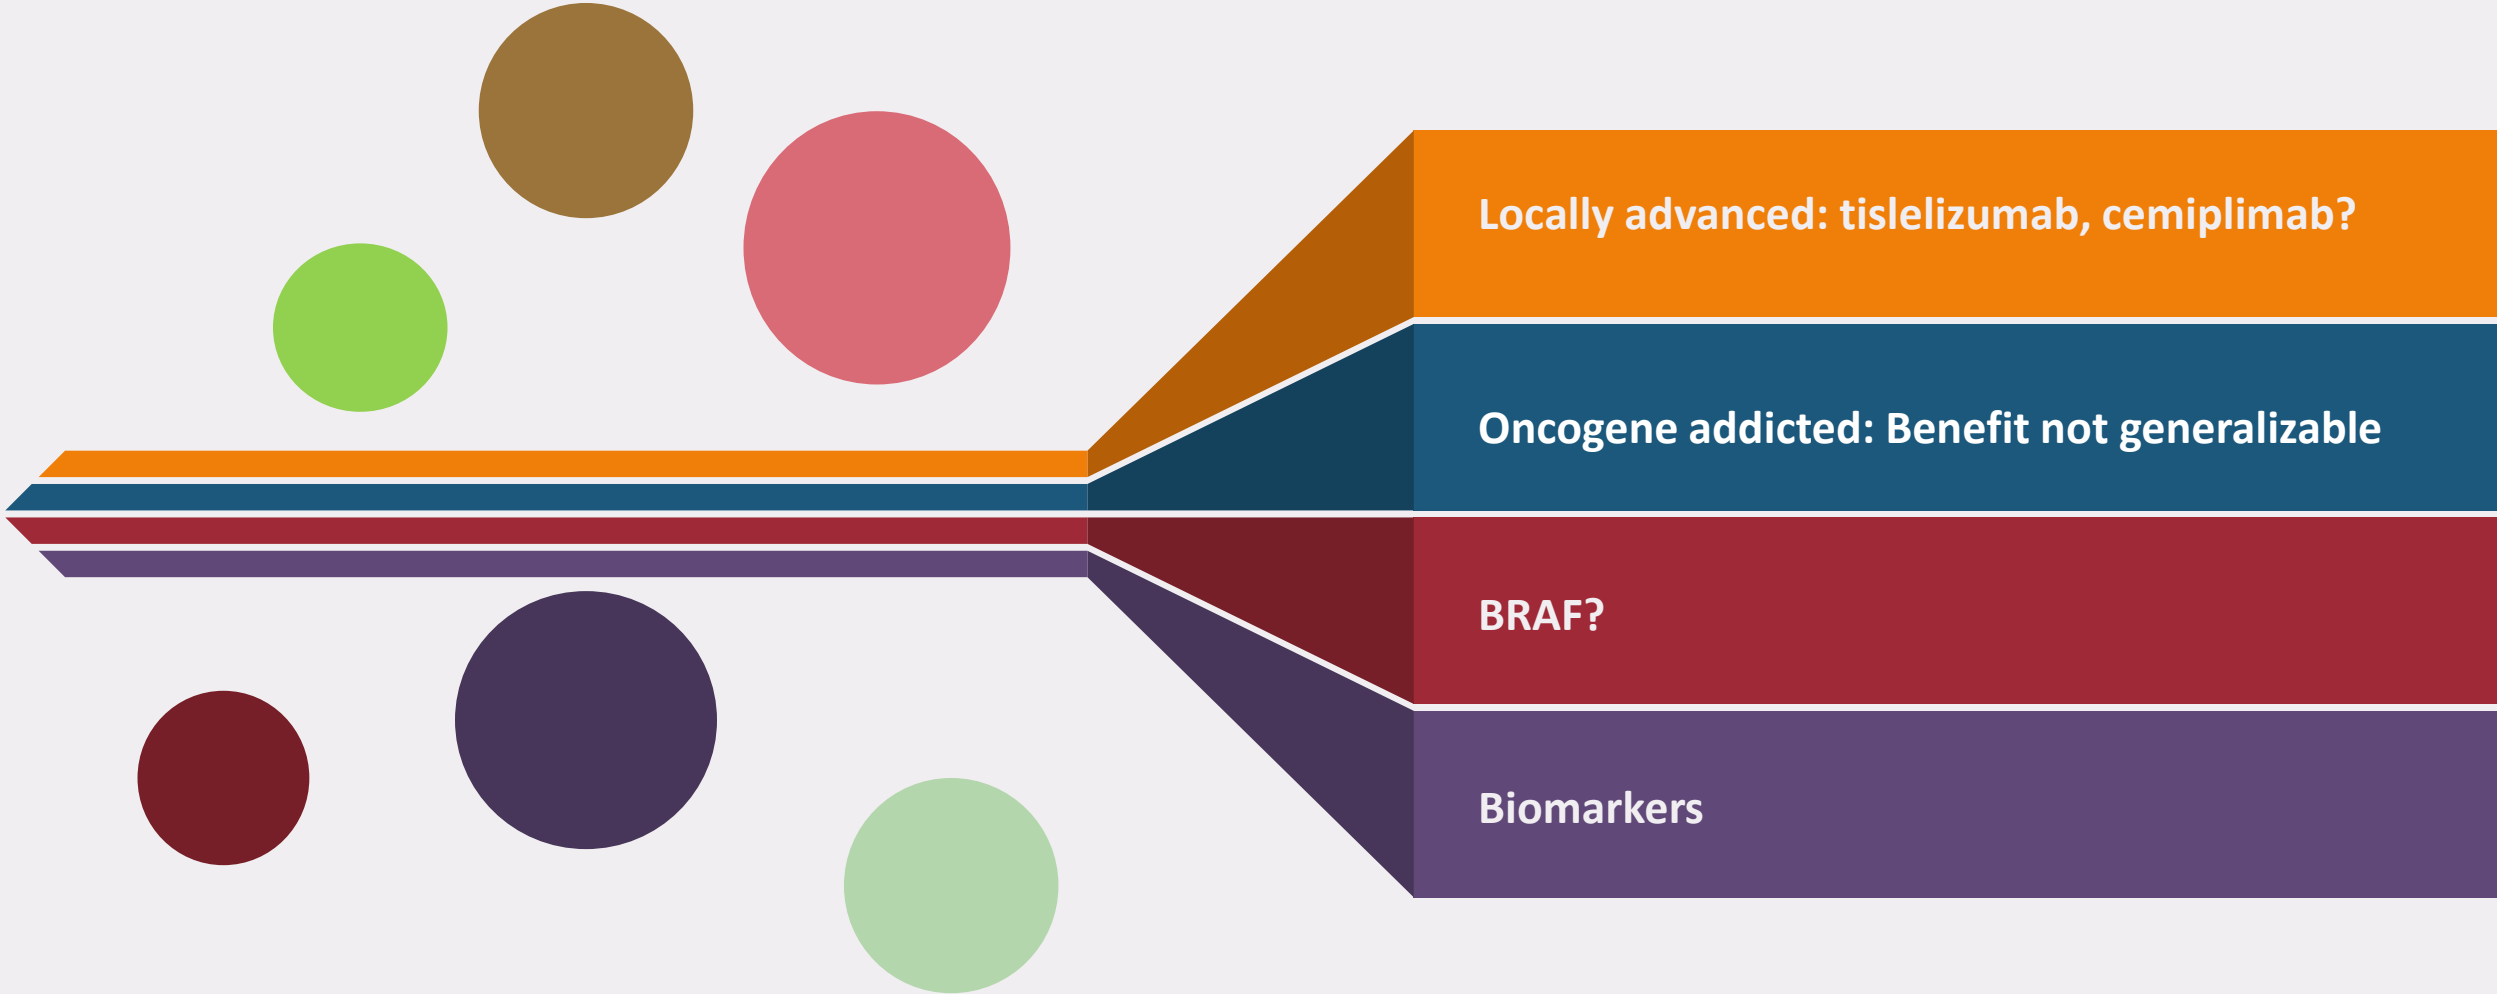 Locally advanced: tislelizumab, cemiplimab?
Oncogene addicted: Benefit not generalizable
BRAF?
Biomarkers